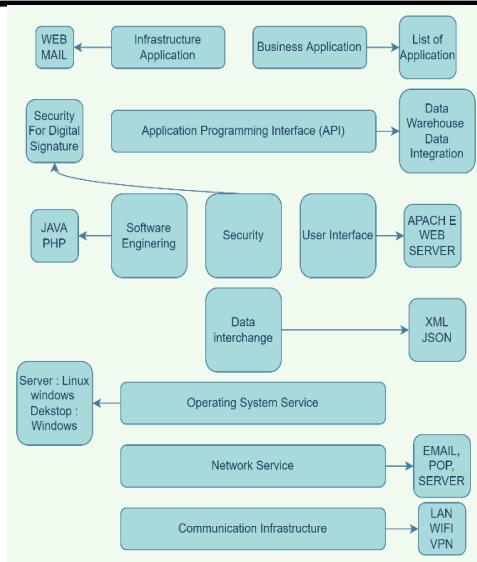 WEB
MAIL
Infrastructure
Application
Business Application
List of
Application
Security
For Digital
Signature
Application Programming Interface (API)
Data
Warehouse
Data
Integration
JAVA
PHP
Software
Enginering
Security
User Interface
APACH E
WEB
SERVER
Data
interchange
XML
JSON
Server : Linux
windows
Dekstop :
Windows
Operating System Service
Network Service
EMAIL,
POP,
SERVER
Communication Infrastructure
LAN
WIFI
VPN